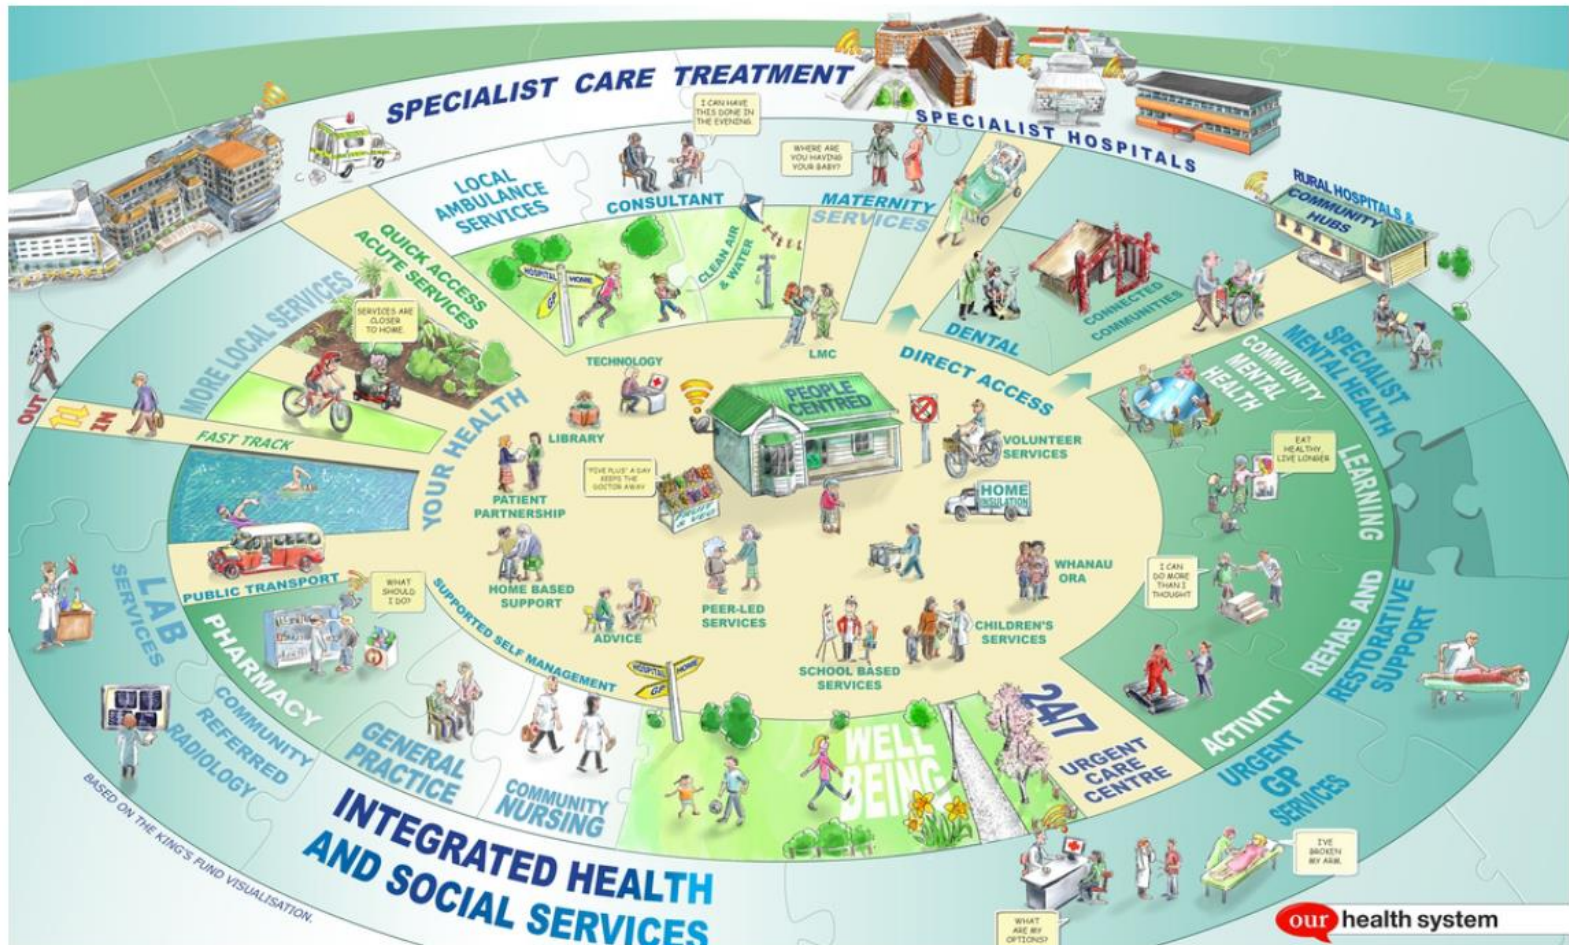 SPECIALIST CARE TREATMENT
SPECIALIST HOSPITALS
I CAN HAVE
THIS DONE IN
THE EVENING.
WHERE ARE
YOU HAVING
YOUR BABY?
LOCAL
AMBULANCE
SERVICES
CONSULTANT
MATERNITY
SERVICES
RURAL HOSPITALS &
COMMUNITY
HUBS
QUICK ACCESS
ACUTE SERVICES
HOSPITAL
HOME
GP
CLEAN AIR
& WATER
MORE LOCAL SERVICES
SERVICES ARE
CLOSER
TO HOME.
DENTAL
CONNECTED
COMMUNITIES
SPECIALIST
MENTAL HEALTH
COMMUNITY
MENTAL
HEALTH
OUT
IN
FAST TRACK
YOUR HEALTH
TECHNOLOGY
LMC
DIRECT ACCESS
LIBRARY
PEOPLE
CENTRED
VOLUNTEER
SERVICES
"FIVE PLUS" A DAY
KEEPS THE
DOCTOR AWAY
FRUIT
& VEG
PATIENT
PARTNERSHIP
HOME
INSULATION
EAT
HEALTHY,
LIVE LONGER
LEARNING
PUBLIC TRANSPORT
HOME BASED
SUPPORT
WHANAU
ORA
I CAN
DO MORE
THAN I
THOUGHT
LAB
SERVICES
WHAT
SHOULD
I DO?
SUPPORTED SELF MANAGEMENT
ADVICE
PEER-LED
SERVICES
CHILDREN'S
SERVICES
SCHOOL BASED
SERVICES
REHAB AND
RESTORATIVE
SUPPORT
PHARMACY
HOSPITAL
HOME
GP
ACTIVITY
COMMUNITY
REFERRED
RADIOLOGY
GENERAL
PRACTICE
COMMUNITY
NURSING
WELL
BEING
24/7
URGENT
CARE
CENTRE
URGENT
GP
SERVICES
BASED ON THE KING'S FUND VISUALISATION.
INTEGRATED HEALTH
AND SOCIAL SERVICES
I'VE
BROKEN
MY ARM.
WHAT
ARE MY
OPTIONS?
our health system